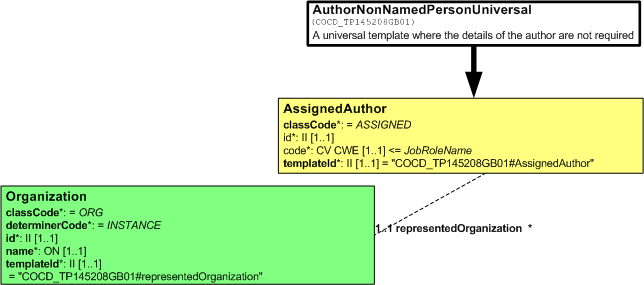 AuthorNonNamedPersonUniversal
(COCD_TP145208GB01)
A universal template where the details of the author are not required
AssignedAuthor
classCode*: = ASSIGNED
id*: II [1..1]
code*: CV CWE [1..1] <= JobRoleName
templateId*: II [1..1] = "COCD_TP145208GB01#AssignedAuthor"
Organization
classCode*: = ORG
determinerCode*: = INSTANCE
id*: II [1..1]
name*: ON [1..1]
templateId*: II [1..1]
= "COCD_TP145208GB01#representedOrganization"
1..1 representedOrganization *